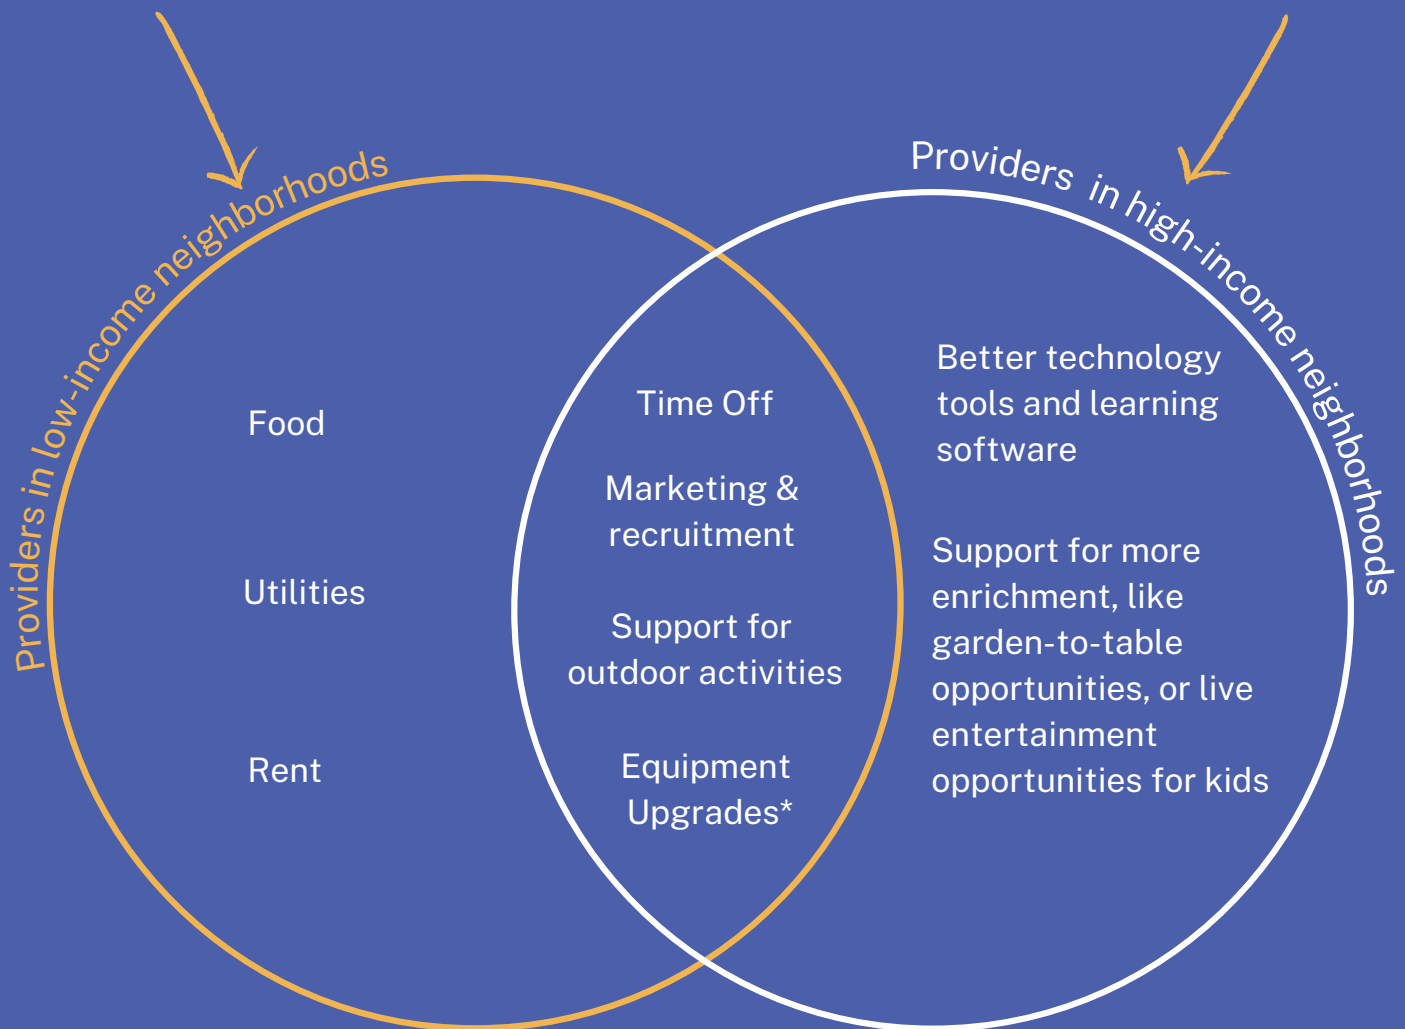 Providers in low-income neighborhoods
Food
Utilities
Rent
Time Off
Marketing &
recruitment
Support for
outdoor activities
Equipment
Upgrades*
Providers in high-income neighborhoods
Better technology
tools and learning
software
Support for more
enrichment, like
garden-to-table
opportunities, or live
entertainment
opportunities for kids